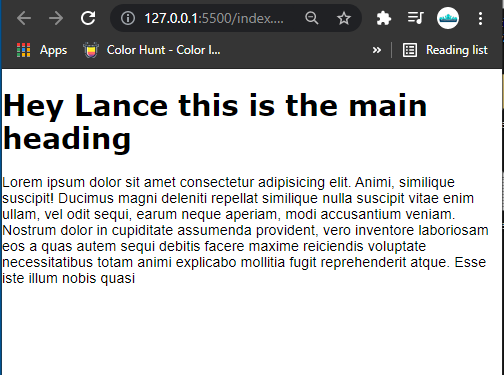 127.0.0.1:5500/index....
Apps Color Hunt - Color I... » Reading list
Hey Lance this is the main
heading
Lorem ipsum dolor sit amet consectetur adipisicing elit. Animi, similique
suscipit! Ducimus magni deleniti repellat similique nulla suscipit vitae enim
ullam, vel odit sequi, earum neque aperiam, modi accusantium veniam.
Nostrum dolor in cupiditate assumenda provident, vero inventore laboriosam
eos a quas autem sequi debitis facere maxime reiciendis voluptate
necessitatibus totam animi explicabo mollitia fugit reprehenderit atque. Esse
iste illum nobis quasi